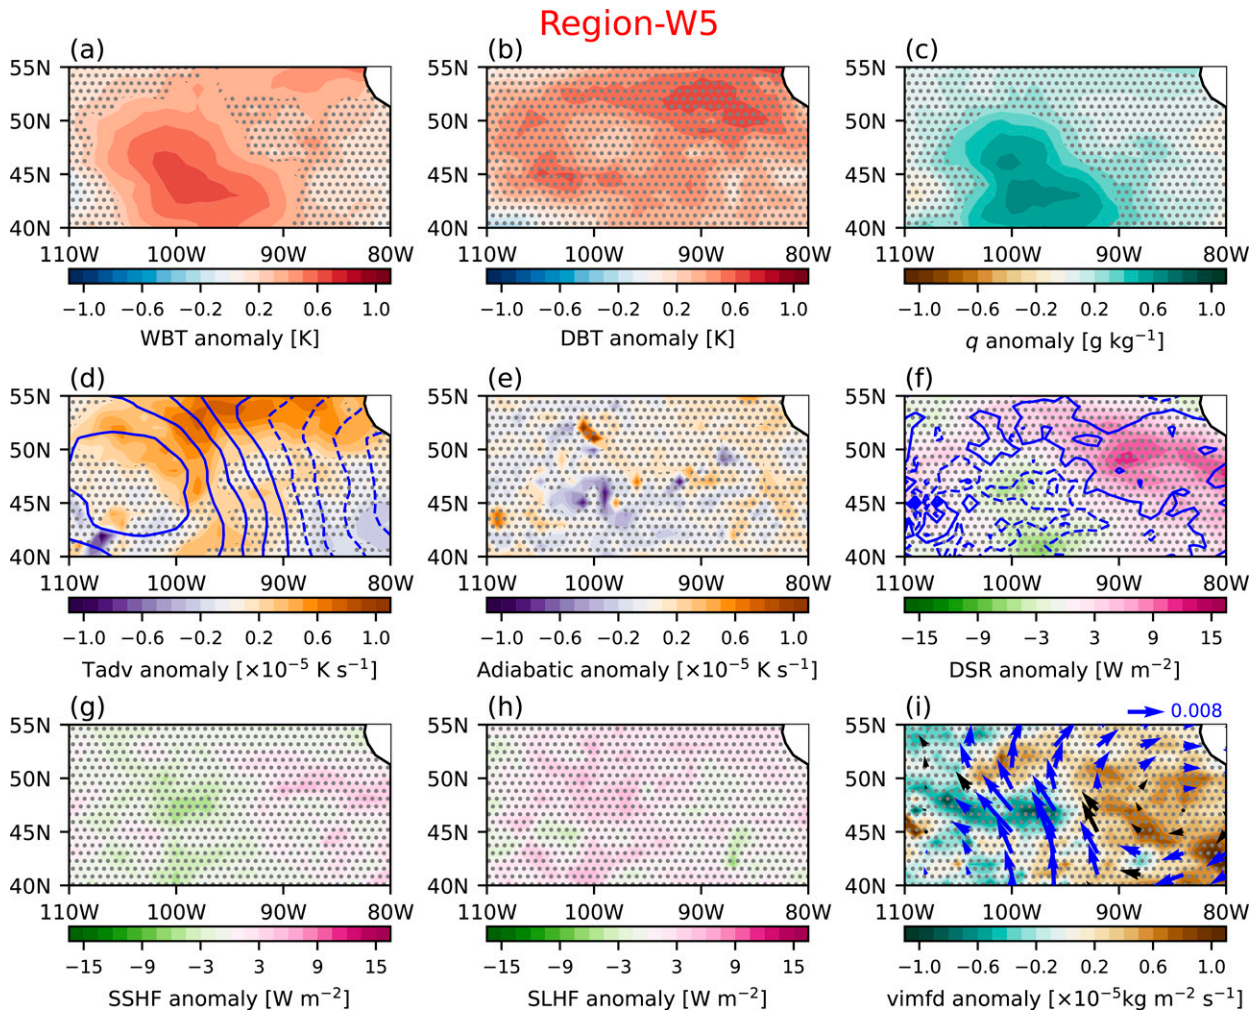 Region-W5
(a) (b) (c)
55N 55N 55N
50N 50N 50N
45N 45N 45N
40N 40N 40N
110W 100W 90W 80W 110W 100W 90W 80W 110W 100W 90W 80W
−1.0 −0.6 −0.2 0.2 0.6 1.0 −1.0 −0.6 −0.2 0.2 0.6 1.0 −1.0 −0.6 −0.2 0.2 0.6 1.0
WBT anomaly [K] DBT anomaly [K] q anomaly [g kg⁻¹]
(d) (e) (f)
55N 55N 55N
50N 50N 50N
45N 45N 45N
40N 40N 40N
110W 100W 90W 80W 110W 100W 90W 80W 110W 100W 90W 80W
−1.0 −0.6 −0.2 0.2 0.6 1.0 −1.0 −0.6 −0.2 0.2 0.6 1.0 −15 −9 −3 3 9 15
Tadv anomaly [×10⁻⁵ K s⁻¹] Adiabatic anomaly [×10⁻⁵ K s⁻¹] DSR anomaly [W m⁻²]
(g) (h) (i) 0.008
55N 55N 55N
50N 50N 50N
45N 45N 45N
40N 40N 40N
110W 100W 90W 80W 110W 100W 90W 80W 110W 100W 90W 80W
−15 −9 −3 3 9 15 −15 −9 −3 3 9 15 −1.0 −0.6 −0.2 0.2 0.6 1.0
SSHF anomaly [W m⁻²] SLHF anomaly [W m⁻²] vimfd anomaly [×10⁻⁵kg m⁻² s⁻¹]